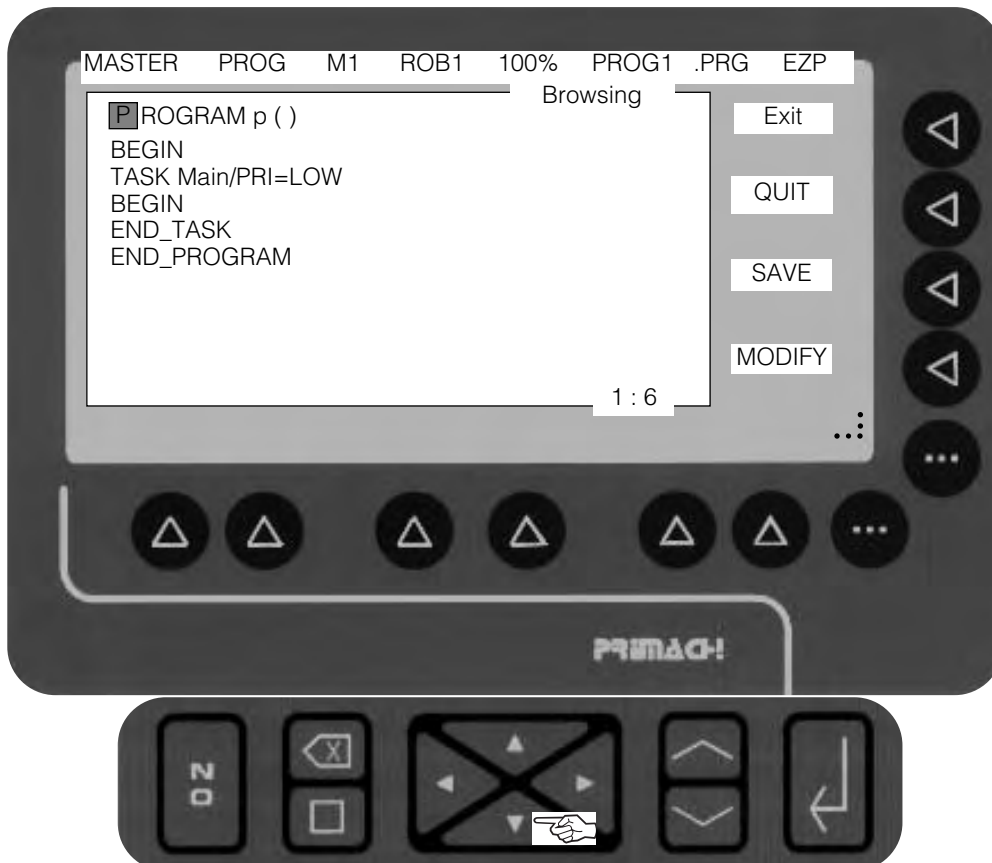 MASTER PROG M1 ROB1 100% PROG1 .PRG EZP
Browsing
PROGRAM p ( )
BEGIN
TASK Main/PRI=LOW
BEGIN
END_TASK
END_PROGRAM
1 : 6
Exit
QUIT
SAVE
MODIFY
PRIMACH!
NO